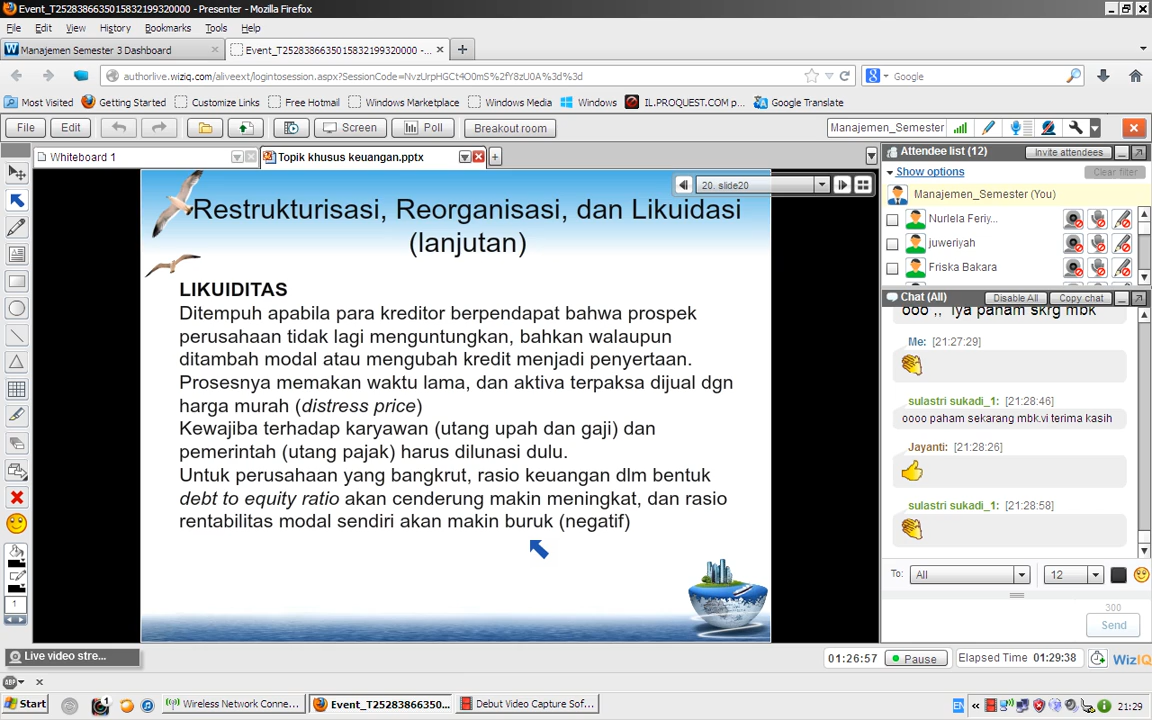 Event_T2528386635015832199320000 - Presenter - Mozilla Firefox
File Edit View History Bookmarks Tools Help
Manajemen Semester 3 Dashboard
Event_T2528386635015832199320000 - ...
authorlive.wiziq.com/aliveext/logintosession.aspx?SessionCode=NvzUrpHGCt4O0mS%2fY8zU0A%3d%3d
Google
Most Visited Getting Started Customize Links Free Hotmail Windows Marketplace Windows Media Windows IL.PROQUEST.COM p... Google Translate
File Edit Screen Poll Breakout room Manajemen_Semester
Whiteboard 1 Topik khusus keuangan.pptx
20. slide20
Restrukturisasi, Reorganisasi, dan Likuidasi
(lanjutan)
LIKUIDITAS
Ditempuh apabila para kreditor berpendapat bahwa prospek
perusahaan tidak lagi menguntungkan, bahkan walaupun
ditambah modal atau mengubah kredit menjadi penyertaan.
Prosesnya memakan waktu lama, dan aktiva terpaksa dijual dgn
harga murah (distress price)
Kewajiba terhadap karyawan (utang upah dan gaji) dan
pemerintah (utang pajak) harus dilunasi dulu.
Untuk perusahaan yang bangkrut, rasio keuangan dlm bentuk
debt to equity ratio akan cenderung makin meningkat, dan rasio
rentabilitas modal sendiri akan makin buruk (negatif)
Attendee list (12) Invite attendees
Show options Clear filter
Manajemen_Semester (You)
Nurlela Feriy...
juweriyah
Friska Bakara
Chat (All) Disable All Copy chat
ooo ,, iya paham skrg mbk
Me: [21:27:29]
sulastri sukadi_1: [21:28:46]
oooo paham sekarang mbk.vi terima kasih
Jayanti: [21:28:26]
sulastri sukadi_1: [21:28:58]
To: All 12
300
Send
1
Live video stre...
01:26:57 Pause Elapsed Time 01:29:38 WizIQ
ABP
Start Wireless Network Conne... Event_T25283866350... Debut Video Capture Sof... EN 21:29